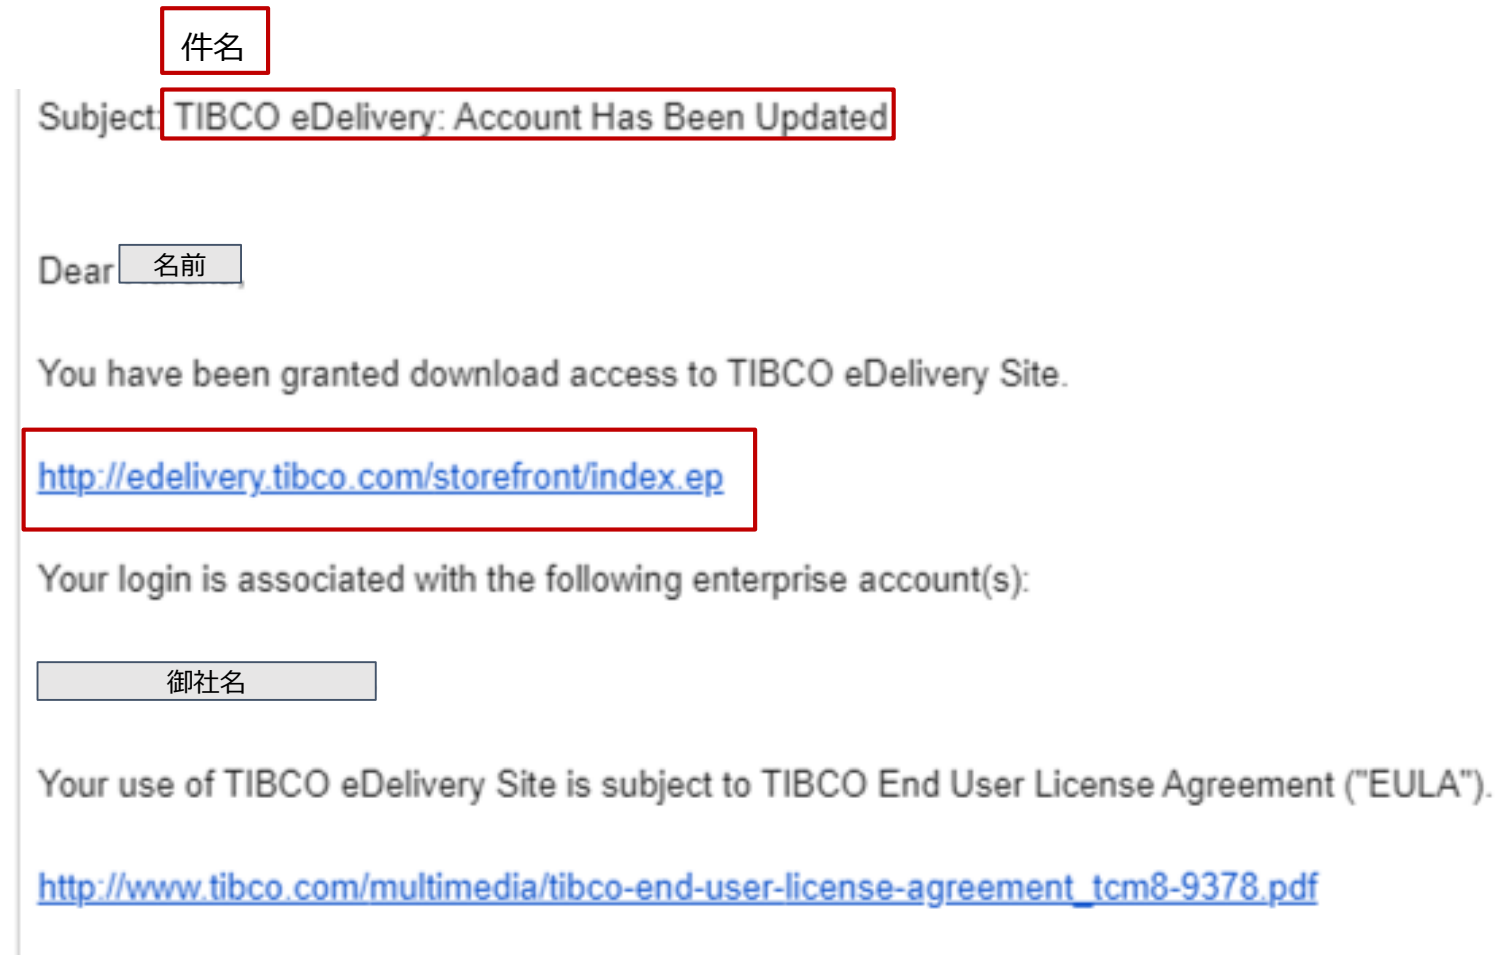 件名
Subject: TIBCO eDelivery: Account Has Been Updated
Dear 名前,
You have been granted download access to TIBCO eDelivery Site.
http://edelivery.tibco.com/storefront/index.ep
Your login is associated with the following enterprise account(s):
御社名
Your use of TIBCO eDelivery Site is subject to TIBCO End User License Agreement ("EULA").
http://www.tibco.com/multimedia/tibco-end-user-license-agreement_tcm8-9378.pdf